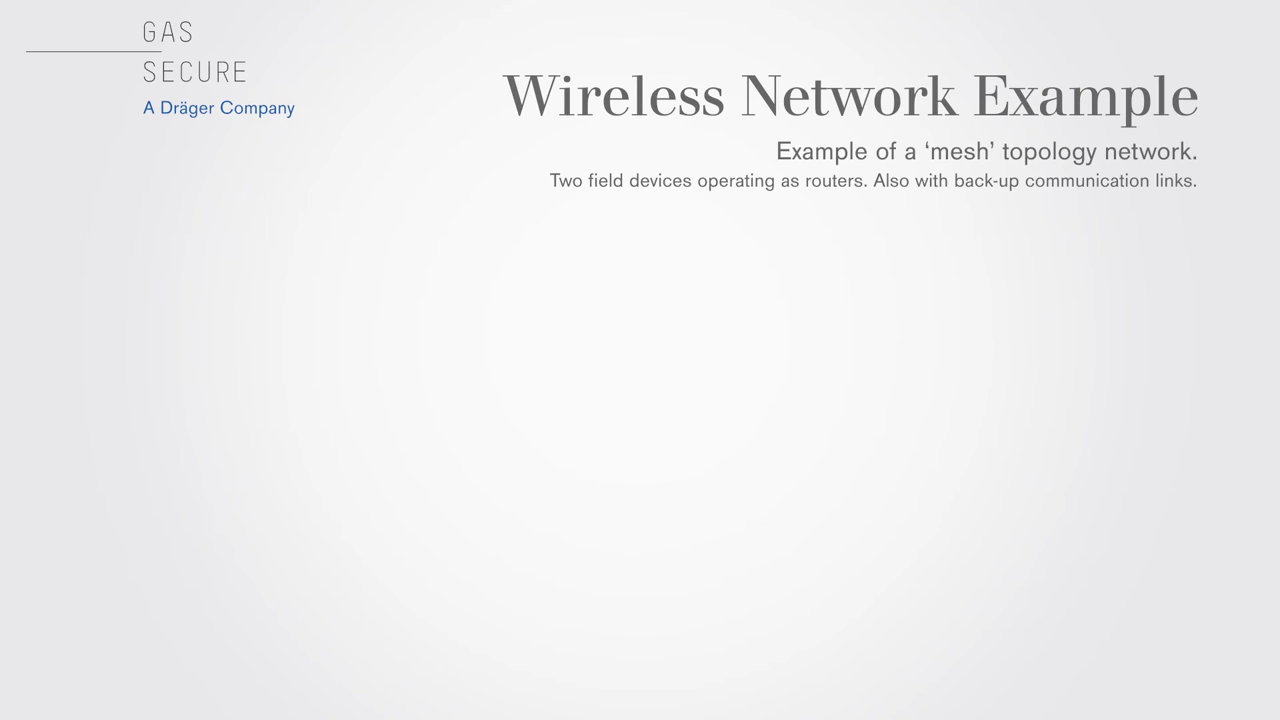 GAS
SECURE
A Dräger Company
Wireless Network Example
Example of a ‘mesh’ topology network.
Two field devices operating as routers. Also with back-up communication links.